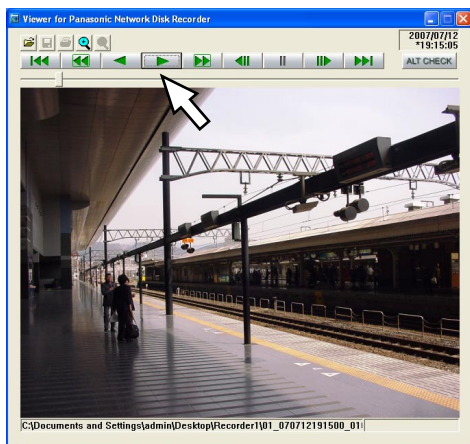 Viewer for Panasonic Network Disk Recorder
2007/07/12
*19:15:05
ALT CHECK
C:\Documents and Settings\admin\Desktop\Recorder1\01_070712191500_01